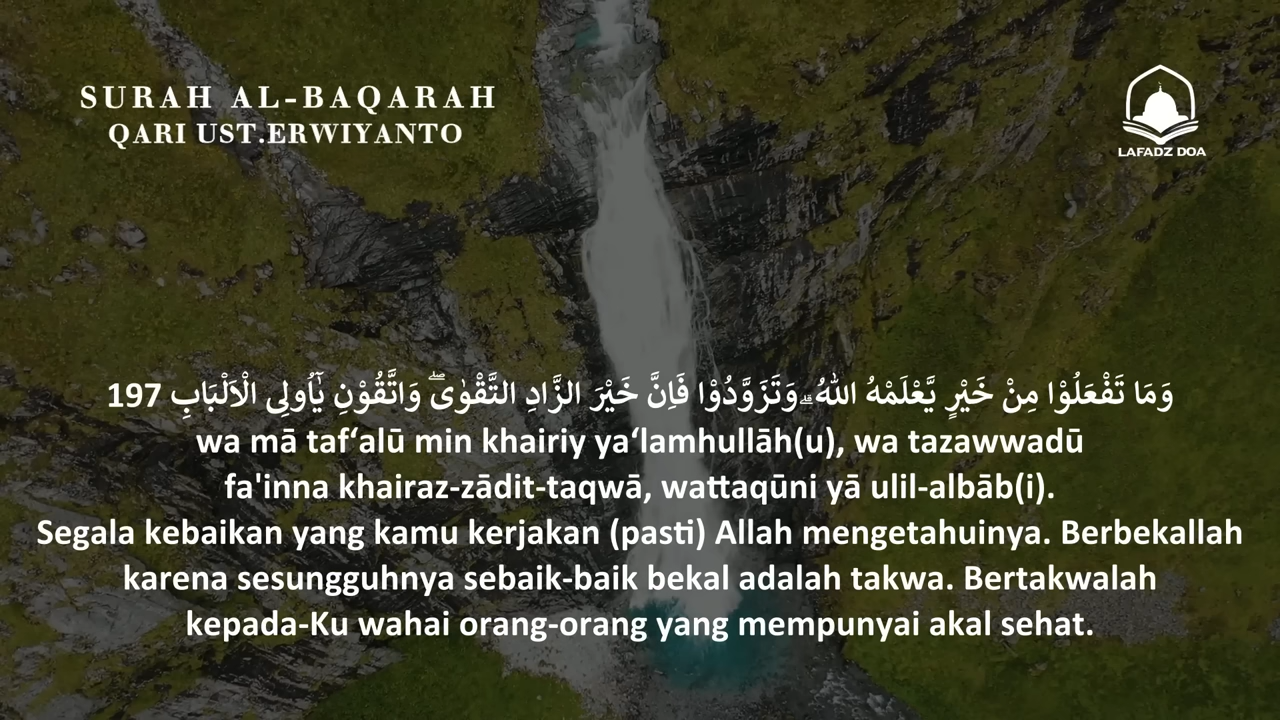 SURAH AL-BAQARAH
QARI UST.ERWIYANTO
LAFADZ DOA
وَمَا تَفْعَلُوْا مِنْ خَيْرٍ يَّعْلَمْهُ اللّٰهُ ۗوَتَزَوَّدُوْا فَاِنَّ خَيْرَ الزَّادِ التَّقْوٰىۖ وَاتَّقُوْنِ يٰٓاُولِى الْاَلْبَابِ 197
wa mā taf‘alū min khairiy ya‘lamhullāh(u), wa tazawwadū
fa'inna khairaz-zādit-taqwā, wattaqūni yā ulil-albāb(i).
Segala kebaikan yang kamu kerjakan (pasti) Allah mengetahuinya. Berbekallah
karena sesungguhnya sebaik-baik bekal adalah takwa. Bertakwalah
kepada-Ku wahai orang-orang yang mempunyai akal sehat.